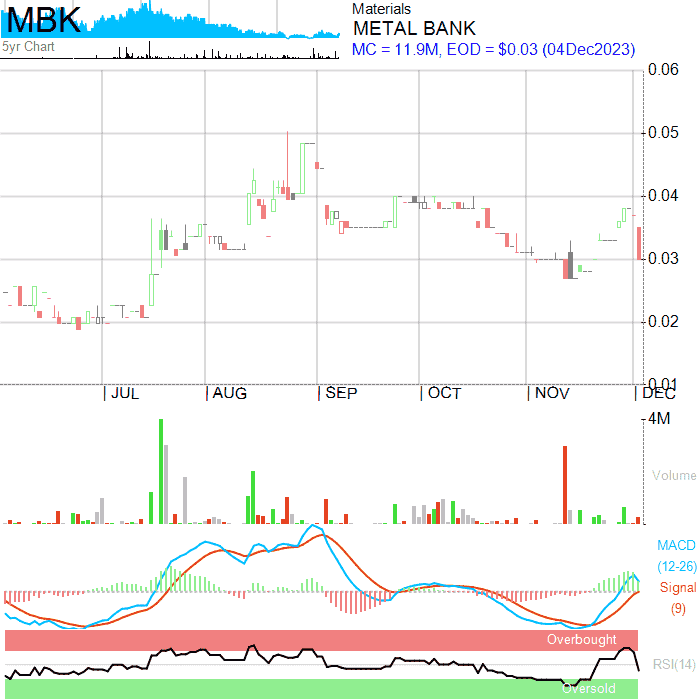 MBK
Materials
METAL BANK
5yr Chart
MC = 11.9M, EOD = $0.03 (04Dec2023)
0.06
0.05
0.04
0.03
0.02
0.01
JUL AUG SEP OCT NOV DEC
4M
Volume
MACD
(12-26)
Signal
(9)
Overbought
RSI(14)
Oversold